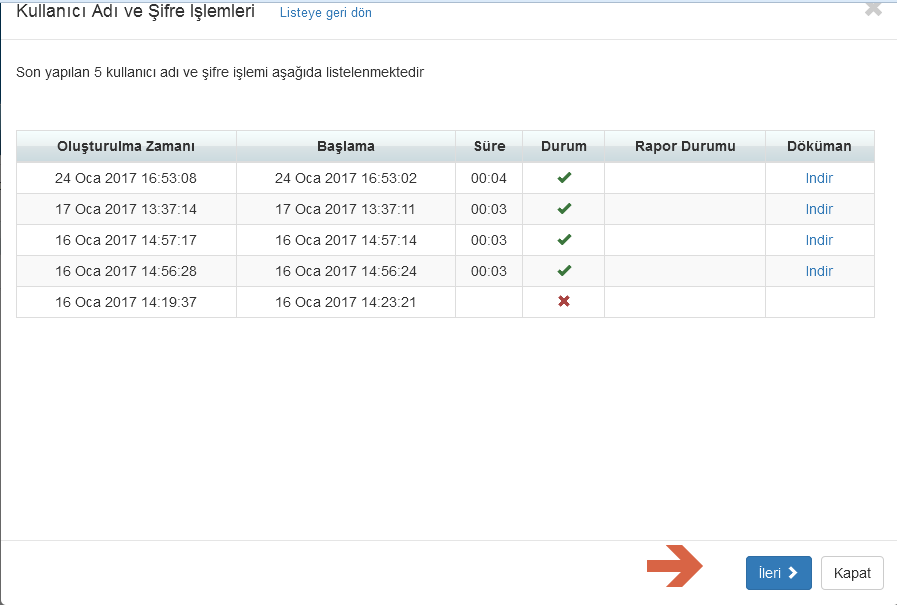 Kullanıcı Adı ve Şifre İşlemleri Listeye geri dön
Son yapılan 5 kullanıcı adı ve şifre işlemi aşağıda listelenmektedir
Oluşturulma Zamanı Başlama Süre Durum Rapor Durumu Döküman
24 Oca 2017 16:53:08 24 Oca 2017 16:53:02 00:04 Indir
17 Oca 2017 13:37:14 17 Oca 2017 13:37:11 00:03 Indir
16 Oca 2017 14:57:17 16 Oca 2017 14:57:14 00:03 Indir
16 Oca 2017 14:56:28 16 Oca 2017 14:56:24 00:03 Indir
16 Oca 2017 14:19:37 16 Oca 2017 14:23:21
İleri Kapat